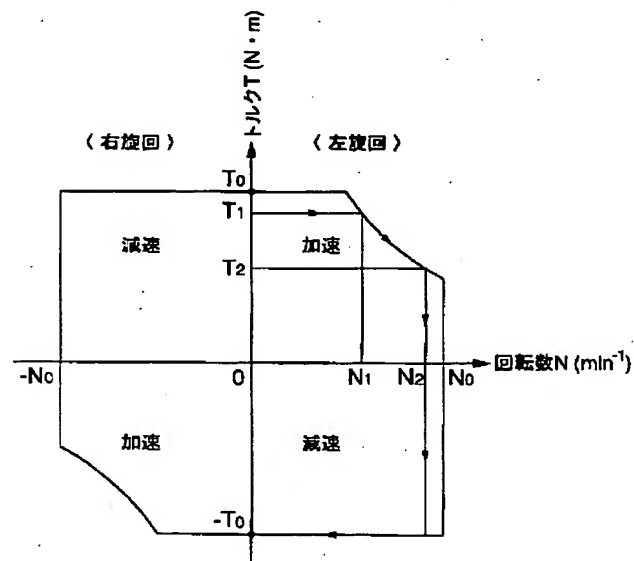 トルクT (N・m)
〈 右旋回 〉
〈 左旋回 〉
T0
T1
減速
加速
T2
-N0
0
N1
N2
N0
回転数N (min-1)
加速
減速
-T0